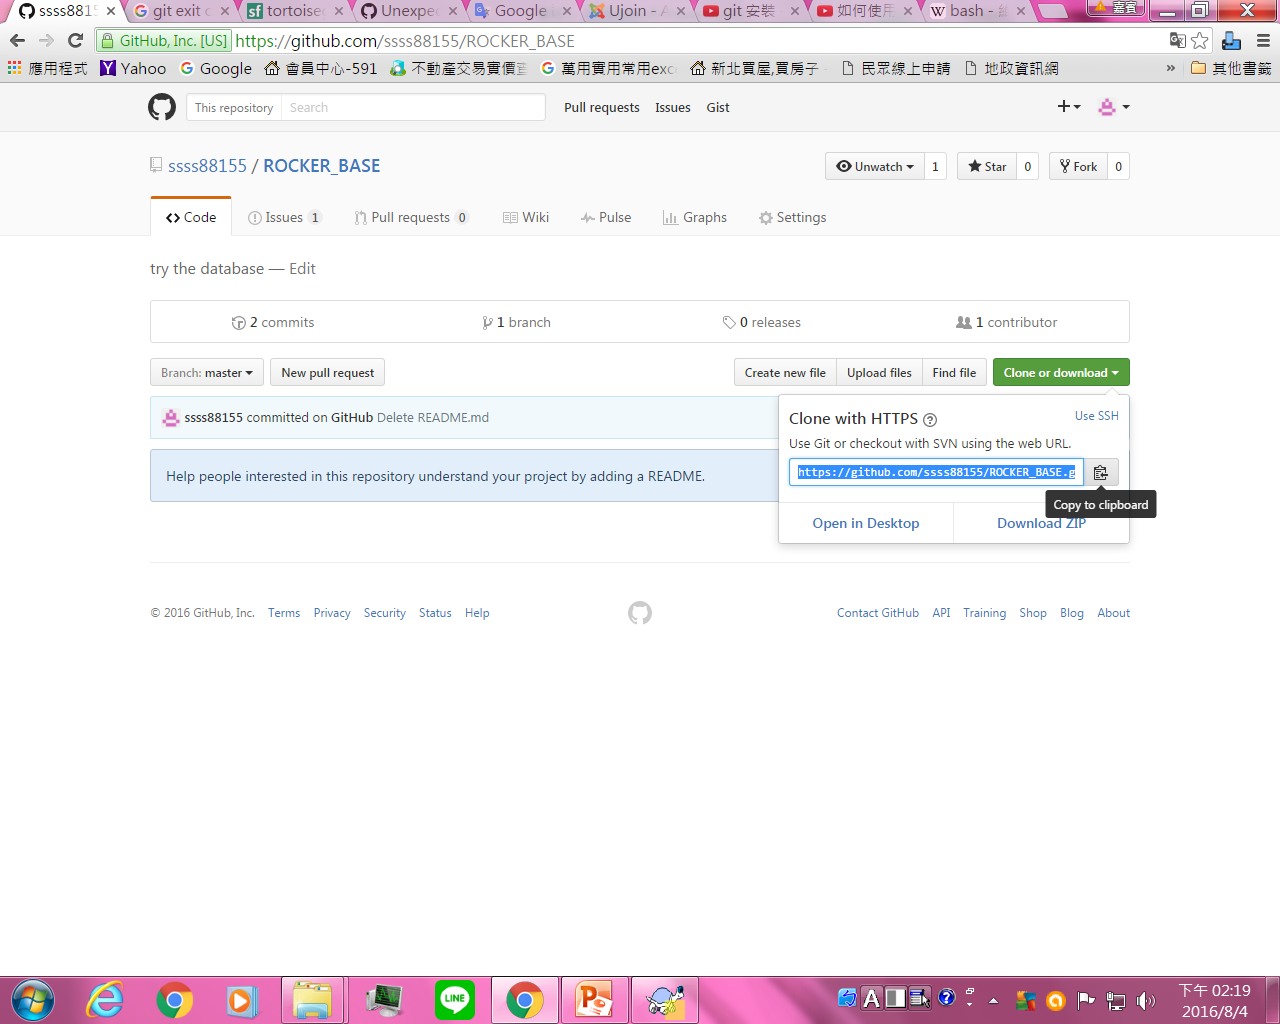 ssss8815 git exit c tortoise Unexpec Google Ujoin - A git 安裝 如何使用 bash - 嘉賓
GitHub, Inc. [US] https://github.com/ssss88155/ROCKER_BASE
應用程式 Yahoo Google 會員中心-591 不動產交易實價 萬用實用常用exc 新北買屋,買房子 - 民眾線上申請 地政資訊網 » 其他書籤
This repository Search Pull requests Issues Gist
ssss88155 / ROCKER_BASE Unwatch 1 Star 0 Fork 0
Code Issues 1 Pull requests 0 Wiki Pulse Graphs Settings
try the database — Edit
2 commits 1 branch 0 releases 1 contributor
Branch: master New pull request Create new file Upload files Find file Clone or download
ssss88155 committed on GitHub Delete README.md
Help people interested in this repository understand your project by adding a README.
Clone with HTTPS Use SSH
Use Git or checkout with SVN using the web URL.
https://github.com/ssss88155/ROCKER_BASE.g
Copy to clipboard
Open in Desktop Download ZIP
© 2016 GitHub, Inc. Terms Privacy Security Status Help Contact GitHub API Training Shop Blog About
LINE A 下午 02:19
2016/8/4